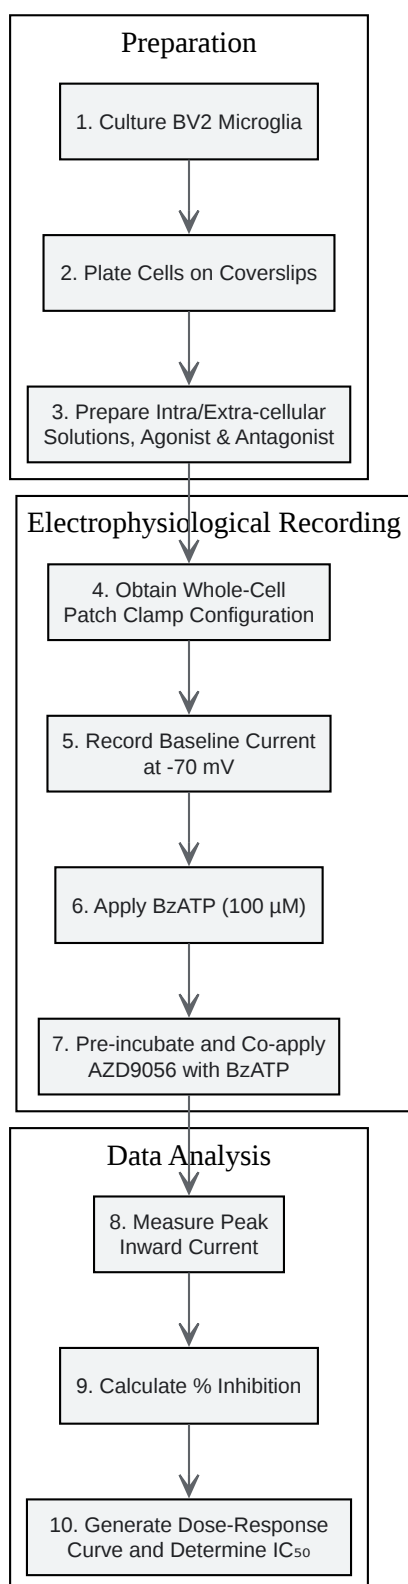 Preparation
1. Culture BV2 Microglia
2. Plate Cells on Coverslips
3. Prepare Intra/Extra-cellular
Solutions, Agonist & Antagonist
Electrophysiological Recording
4. Obtain Whole-Cell
Patch Clamp Configuration
5. Record Baseline Current
at -70 mV
6. Apply BzATP (100 µM)
7. Pre-incubate and Co-apply
AZD9056 with BzATP
Data Analysis
8. Measure Peak
Inward Current
9. Calculate % Inhibition
10. Generate Dose-Response
Curve and Determine IC₅₀